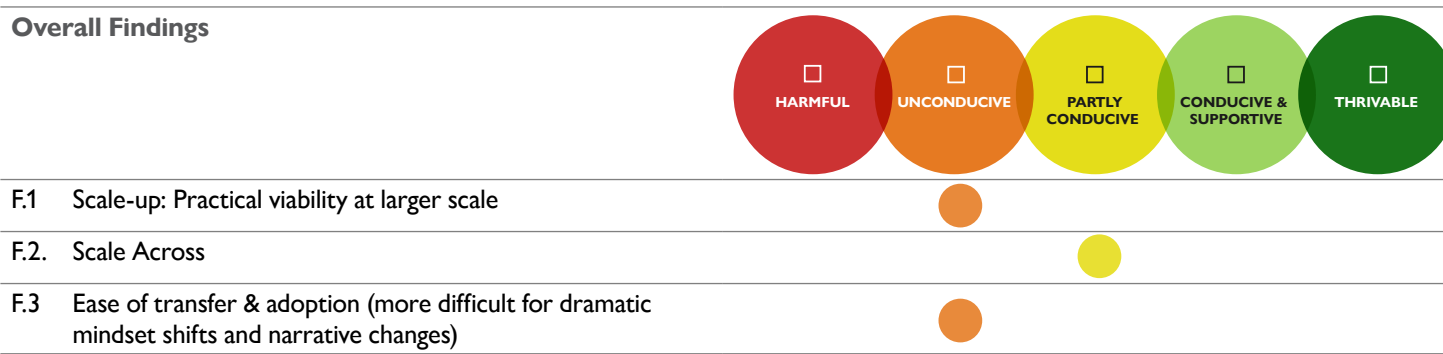 Overall Findings
HARMFUL
UNCONDUCIVE
PARTLY
CONDUCIVE
CONDUCIVE &
SUPPORTIVE
THRIVABLE
F.1 Scale-up: Practical viability at larger scale
F.2. Scale Across
F.3 Ease of transfer & adoption (more difficult for dramatic
mindset shifts and narrative changes)